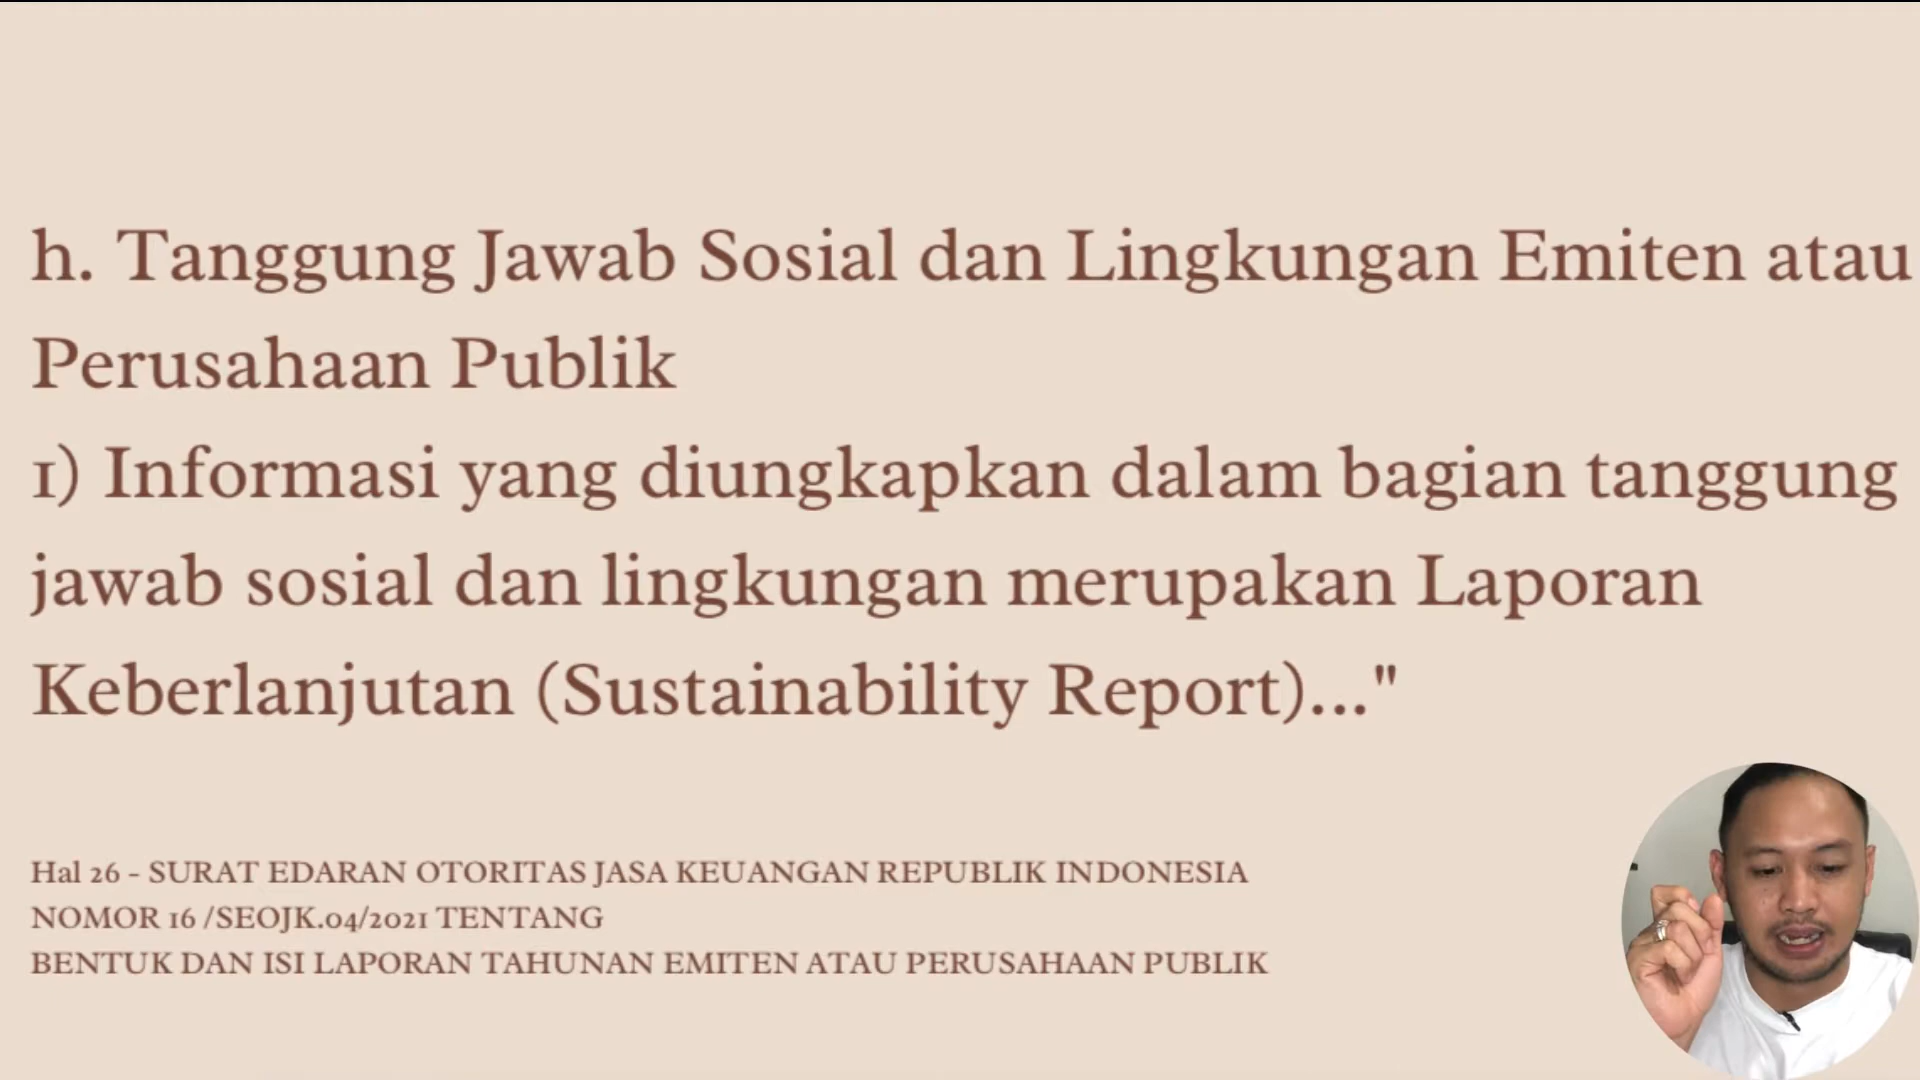 h. Tanggung Jawab Sosial dan Lingkungan Emiten atau
Perusahaan Publik
1) Informasi yang diungkapkan dalam bagian tanggung
jawab sosial dan lingkungan merupakan Laporan
Keberlanjutan (Sustainability Report)..."
Hal 26 - SURAT EDARAN OTORITAS JASA KEUANGAN REPUBLIK INDONESIA
NOMOR 16 /SEOJK.04/2021 TENTANG
BENTUK DAN ISI LAPORAN TAHUNAN EMITEN ATAU PERUSAHAAN PUBLIK